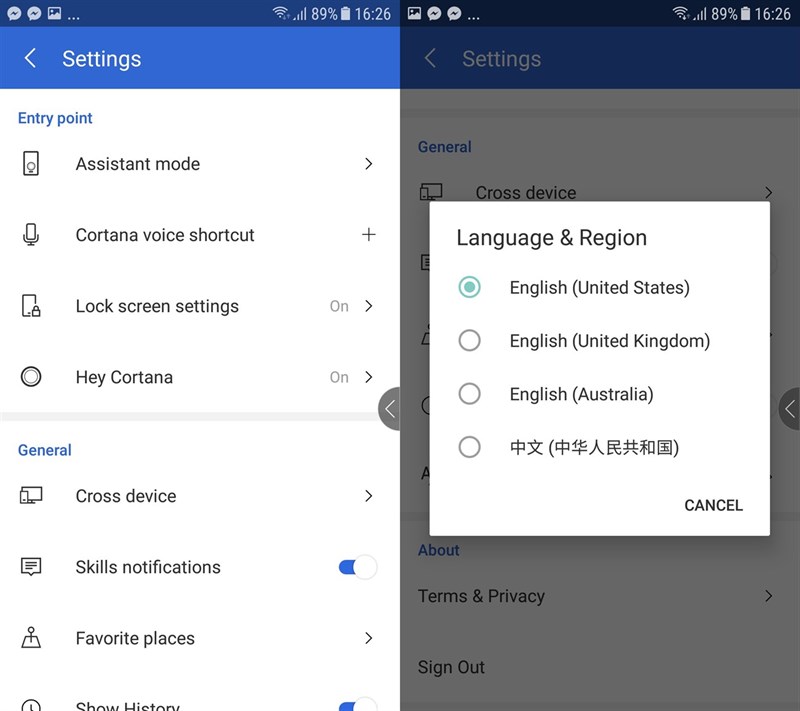 ... 89% 16:26
Settings
Entry point
Assistant mode
Cortana voice shortcut
Lock screen settings On
Hey Cortana On
General
Cross device
Skills notifications
Favorite places
Show History
... 89% 16:26
Settings
General
Cross device
Language & Region
English (United States)
English (United Kingdom)
English (Australia)
中文 (中华人民共和国)
CANCEL
About
Terms & Privacy
Sign Out